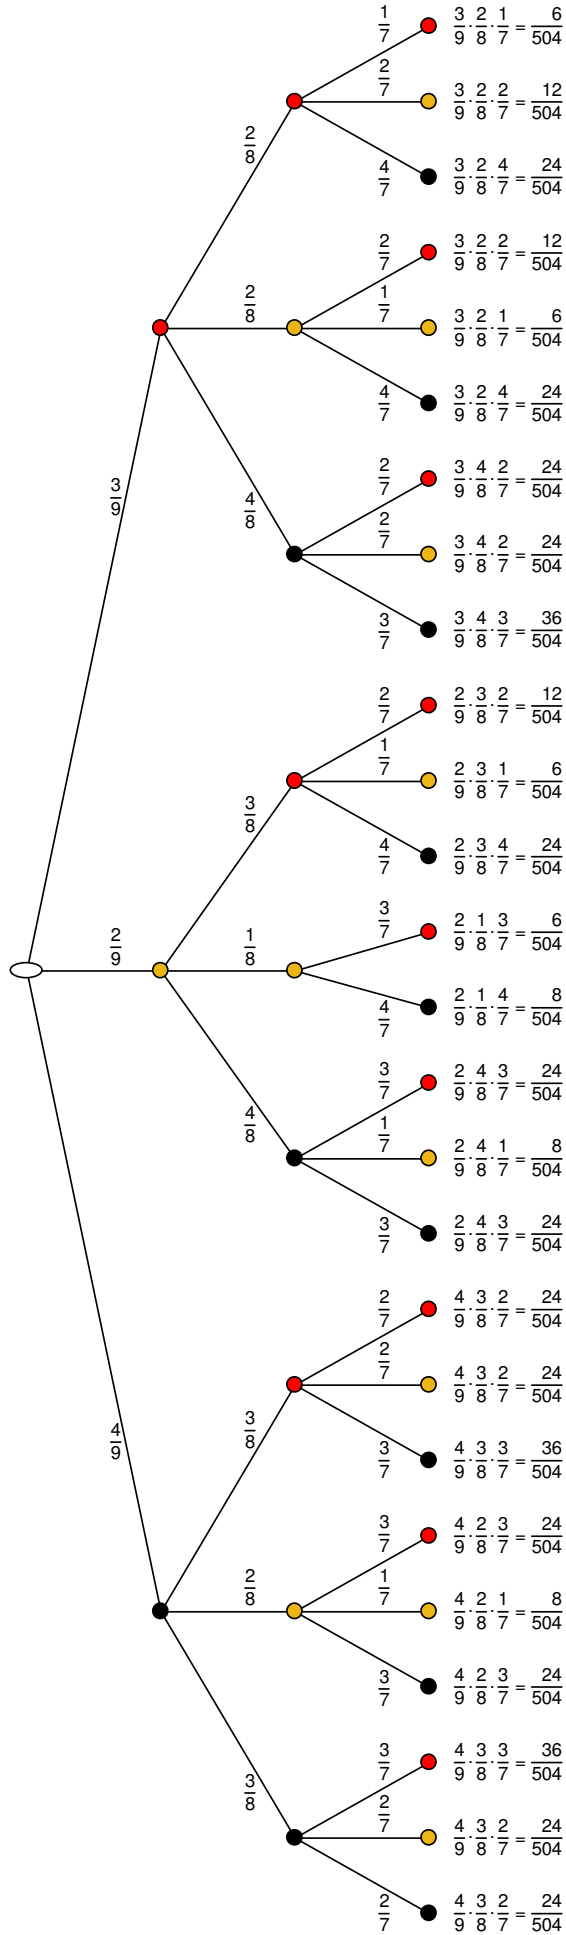 1/7
3/9 · 2/8 · 1/7 = 6/504
2/7
3/9 · 2/8 · 2/7 = 12/504
2/8
4/7
3/9 · 2/8 · 4/7 = 24/504
2/7
3/9 · 2/8 · 2/7 = 12/504
2/8
1/7
3/9 · 2/8 · 1/7 = 6/504
4/7
3/9 · 2/8 · 4/7 = 24/504
3/9
2/7
3/9 · 4/8 · 2/7 = 24/504
4/8
2/7
3/9 · 4/8 · 2/7 = 24/504
3/7
3/9 · 4/8 · 3/7 = 36/504
2/7
2/9 · 3/8 · 2/7 = 12/504
1/7
2/9 · 3/8 · 1/7 = 6/504
3/8
4/7
2/9 · 3/8 · 4/7 = 24/504
3/7
2/9 · 1/8 · 3/7 = 6/504
2/9
1/8
4/7
2/9 · 1/8 · 4/7 = 8/504
3/7
2/9 · 4/8 · 3/7 = 24/504
4/8
1/7
2/9 · 4/8 · 1/7 = 8/504
3/7
2/9 · 4/8 · 3/7 = 24/504
2/7
4/9 · 3/8 · 2/7 = 24/504
2/7
4/9 · 3/8 · 2/7 = 24/504
4/9
3/8
3/7
4/9 · 3/8 · 3/7 = 36/504
3/7
4/9 · 2/8 · 3/7 = 24/504
2/8
1/7
4/9 · 2/8 · 1/7 = 8/504
3/7
4/9 · 2/8 · 3/7 = 24/504
3/7
4/9 · 3/8 · 3/7 = 36/504
3/8
2/7
4/9 · 3/8 · 2/7 = 24/504
2/7
4/9 · 3/8 · 2/7 = 24/504